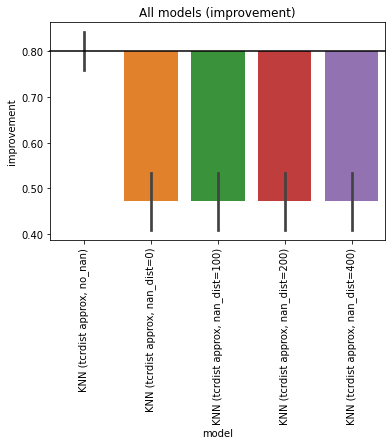 All models (improvement)
improvement
0.80
0.70
0.60
0.50
0.40
KNN (tcrdist approx, no_nan)
KNN (tcrdist approx, nan_dist=0)
KNN (tcrdist approx, nan_dist=100)
KNN (tcrdist approx, nan_dist=200)
KNN (tcrdist approx, nan_dist=400)
model